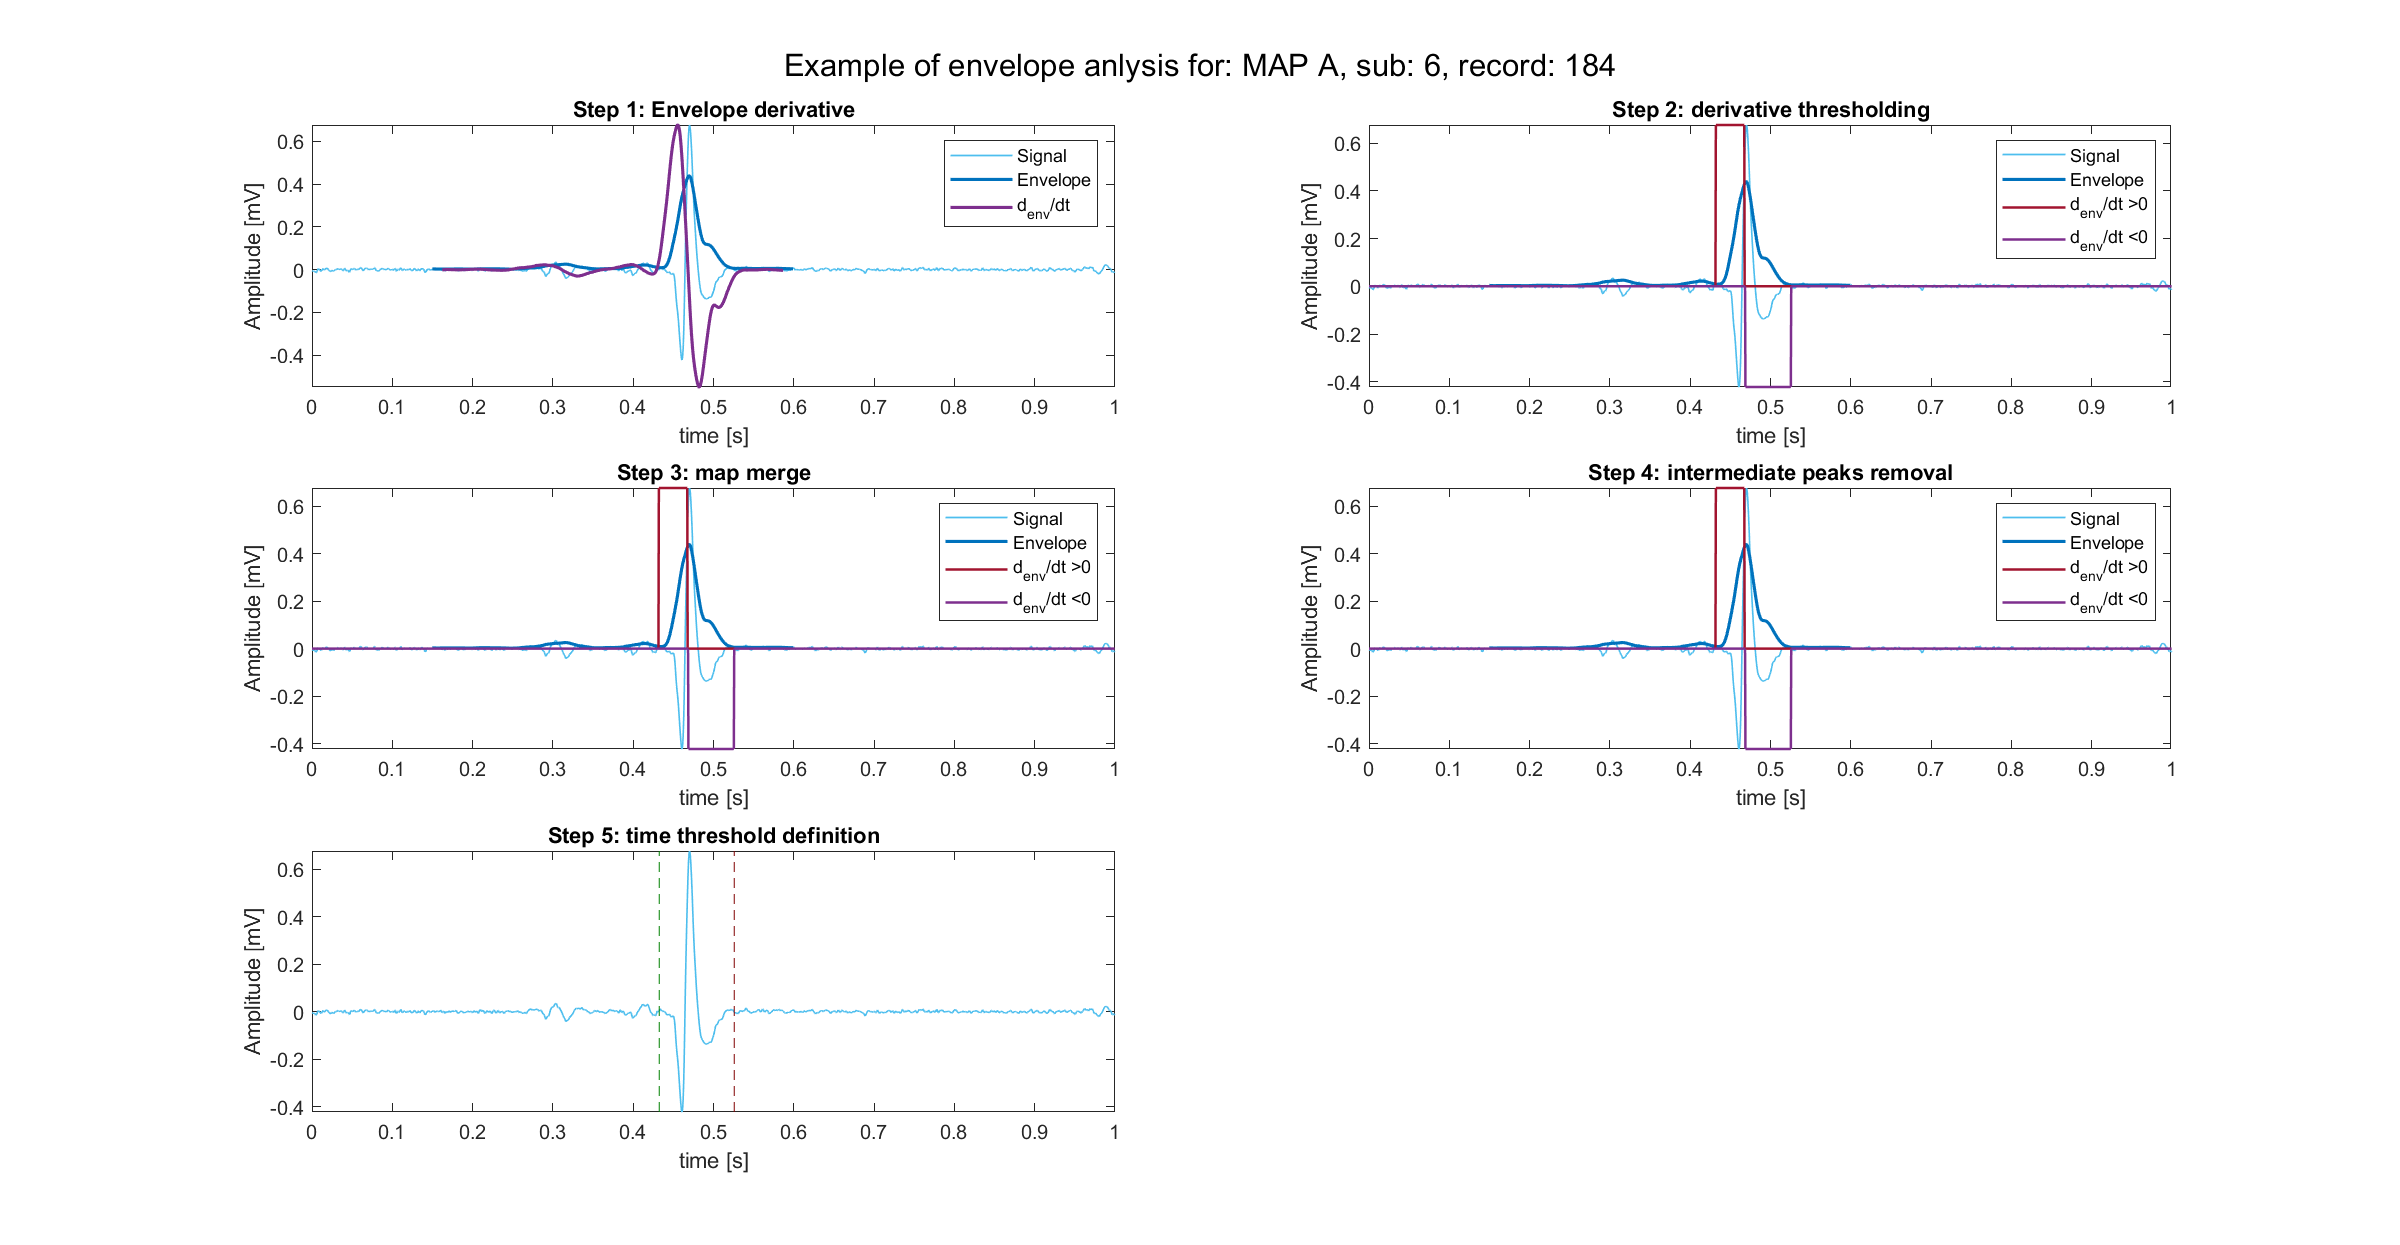 Example of envelope anlysis for: MAP A, sub: 6, record: 184
Step 1: Envelope derivative
0.6
0.4
0.2
0
-0.2
-0.4
Amplitude [mV]
Signal
Envelope
d_env/dt
0 0.1 0.2 0.3 0.4 0.5 0.6 0.7 0.8 0.9 1
time [s]
Step 2: derivative thresholding
0.6
0.4
0.2
0
-0.2
-0.4
Amplitude [mV]
Signal
Envelope
d_env/dt >0
d_env/dt <0
0 0.1 0.2 0.3 0.4 0.5 0.6 0.7 0.8 0.9 1
time [s]
Step 3: map merge
0.6
0.4
0.2
0
-0.2
-0.4
Amplitude [mV]
Signal
Envelope
d_env/dt >0
d_env/dt <0
0 0.1 0.2 0.3 0.4 0.5 0.6 0.7 0.8 0.9 1
time [s]
Step 4: intermediate peaks removal
0.6
0.4
0.2
0
-0.2
-0.4
Amplitude [mV]
Signal
Envelope
d_env/dt >0
d_env/dt <0
0 0.1 0.2 0.3 0.4 0.5 0.6 0.7 0.8 0.9 1
time [s]
Step 5: time threshold definition
0.6
0.4
0.2
0
-0.2
-0.4
Amplitude [mV]
0 0.1 0.2 0.3 0.4 0.5 0.6 0.7 0.8 0.9 1
time [s]